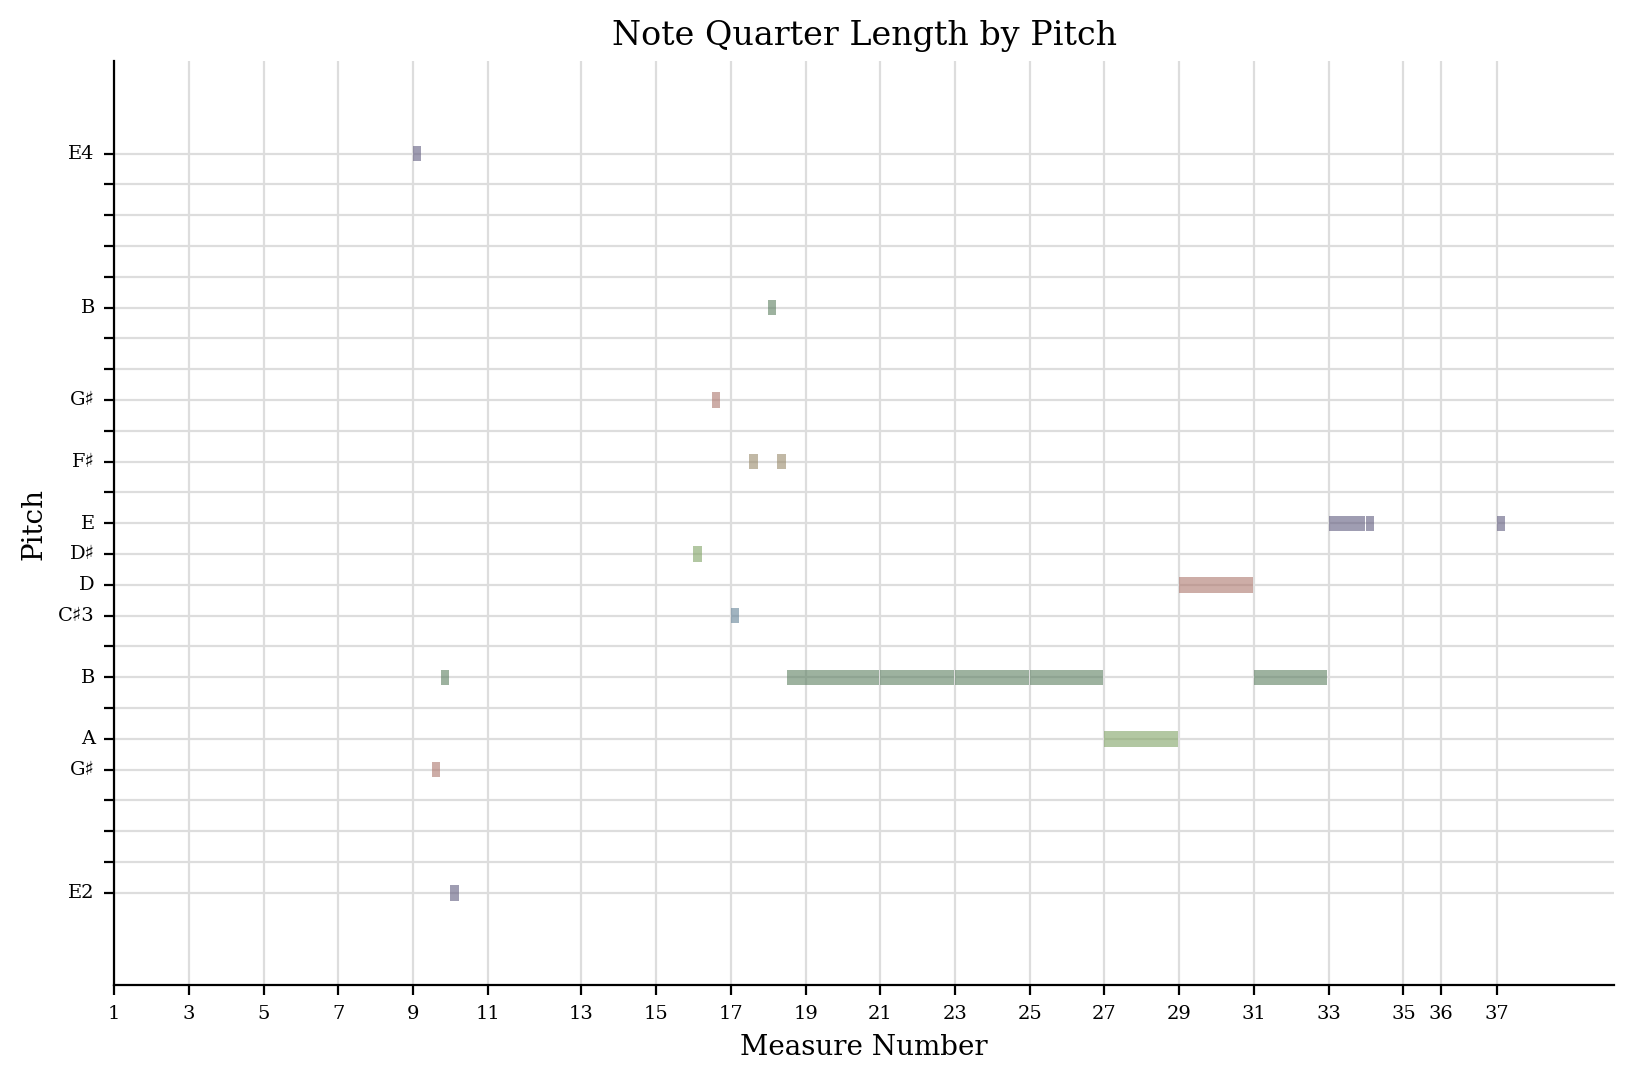 Note Quarter Length by Pitch
Pitch
E4
B
G♯
F♯
E
D♯
D
C♯3
B
A
G♯
E2
1 3 5 7 9 11 13 15 17 19 21 23 25 27 29 31 33 35 36 37
Measure Number